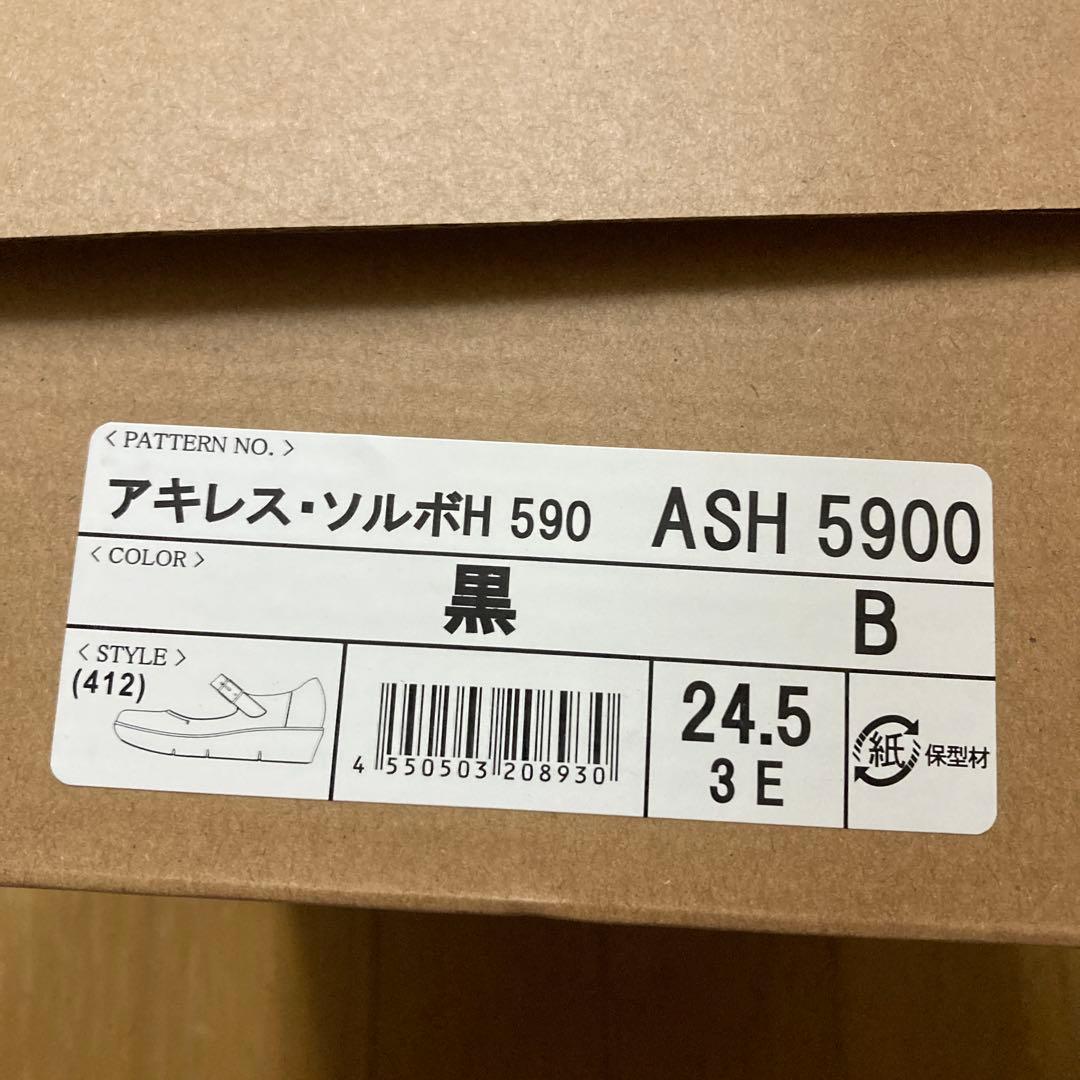 < PATTERN NO. >
アキレス・ソルボH 590 ASH 5900
< COLOR >
黒 B
< STYLE >
(412)
4 550503 208930
24.5
3 E
紙 保型材